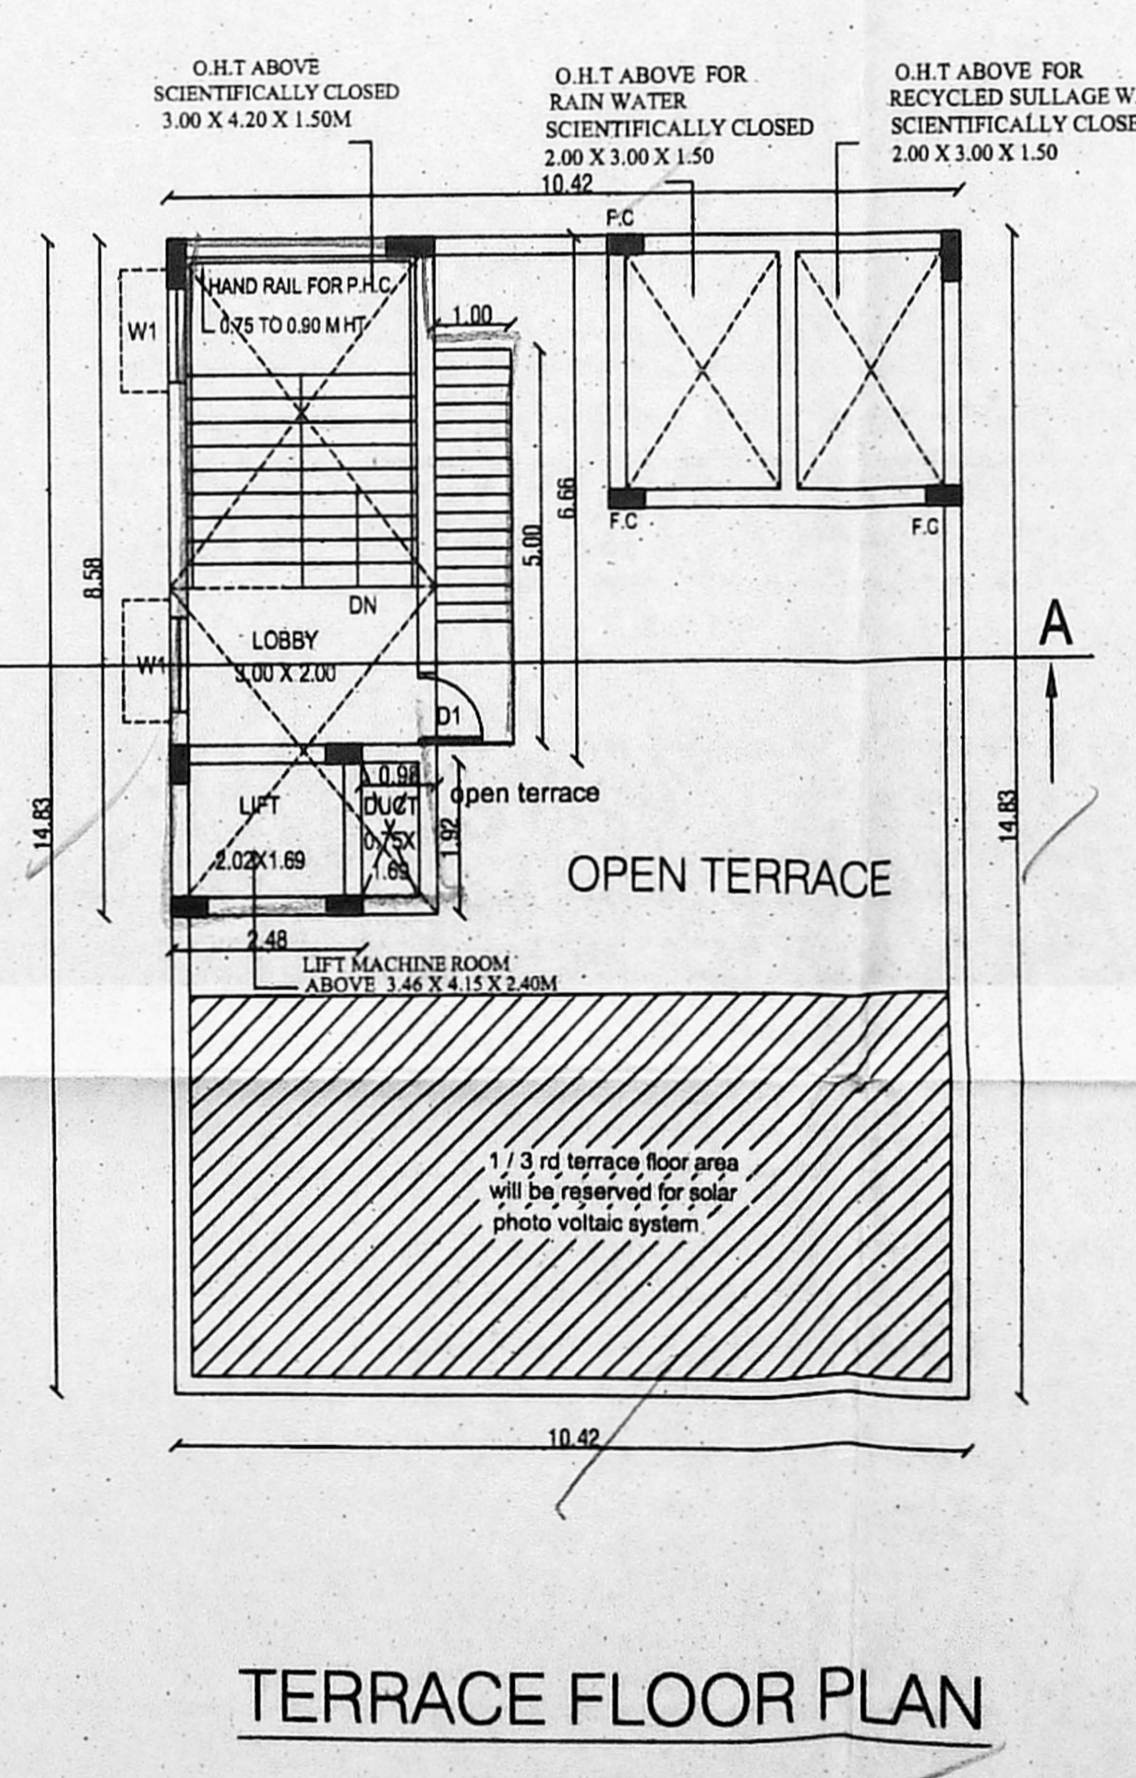 O.H.T ABOVE
SCIENTIFICALLY CLOSED
3.00 X 4.20 X 1.50M
O.H.T ABOVE FOR
RAIN WATER
SCIENTIFICALLY CLOSED
2.00 X 3.00 X 1.50
O.H.T ABOVE FOR
RECYCLED SULLAGE W
SCIENTIFICALLY CLOSE
2.00 X 3.00 X 1.50
10.42
F.C
HAND RAIL FOR P.H.C.
0.75 TO 0.90 M HT
W1
1.00
6.66
5.00
F.C
F.C
8.58
DN
LOBBY
3.00 X 2.00
W1
A
D1
14.83
14.83
0.98
open terrace
LIFT
2.02X1.69
DUCT
0.75X
1.69
1.92
OPEN TERRACE
2.48
LIFT MACHINE ROOM
ABOVE 3.46 X 4.15 X 2.40M
1 / 3 rd terrace floor area
will be reserved for solar
photo voltaic system
10.42
TERRACE FLOOR PLAN